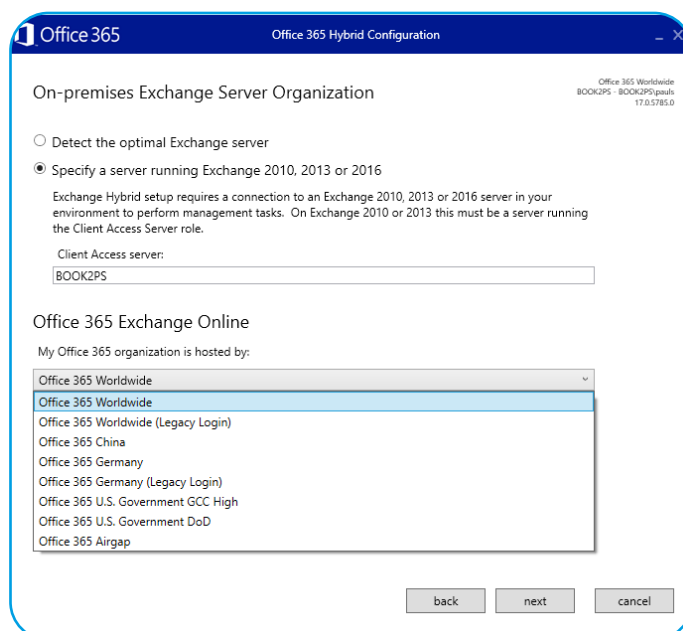 Office 365
Office 365 Hybrid Configuration
Office 365 Worldwide
BOOK2PS - BOOK2PS\pauls
17.0.5785.0
On-premises Exchange Server Organization
Detect the optimal Exchange server
Specify a server running Exchange 2010, 2013 or 2016
Exchange Hybrid setup requires a connection to an Exchange 2010, 2013 or 2016 server in your
environment to perform management tasks. On Exchange 2010 or 2013 this must be a server running
the Client Access Server role.
Client Access server:
BOOK2PS
Office 365 Exchange Online
My Office 365 organization is hosted by:
Office 365 Worldwide
Office 365 Worldwide
Office 365 Worldwide (Legacy Login)
Office 365 China
Office 365 Germany
Office 365 Germany (Legacy Login)
Office 365 U.S. Government GCC High
Office 365 U.S. Government DoD
Office 365 Airgap
back
next
cancel